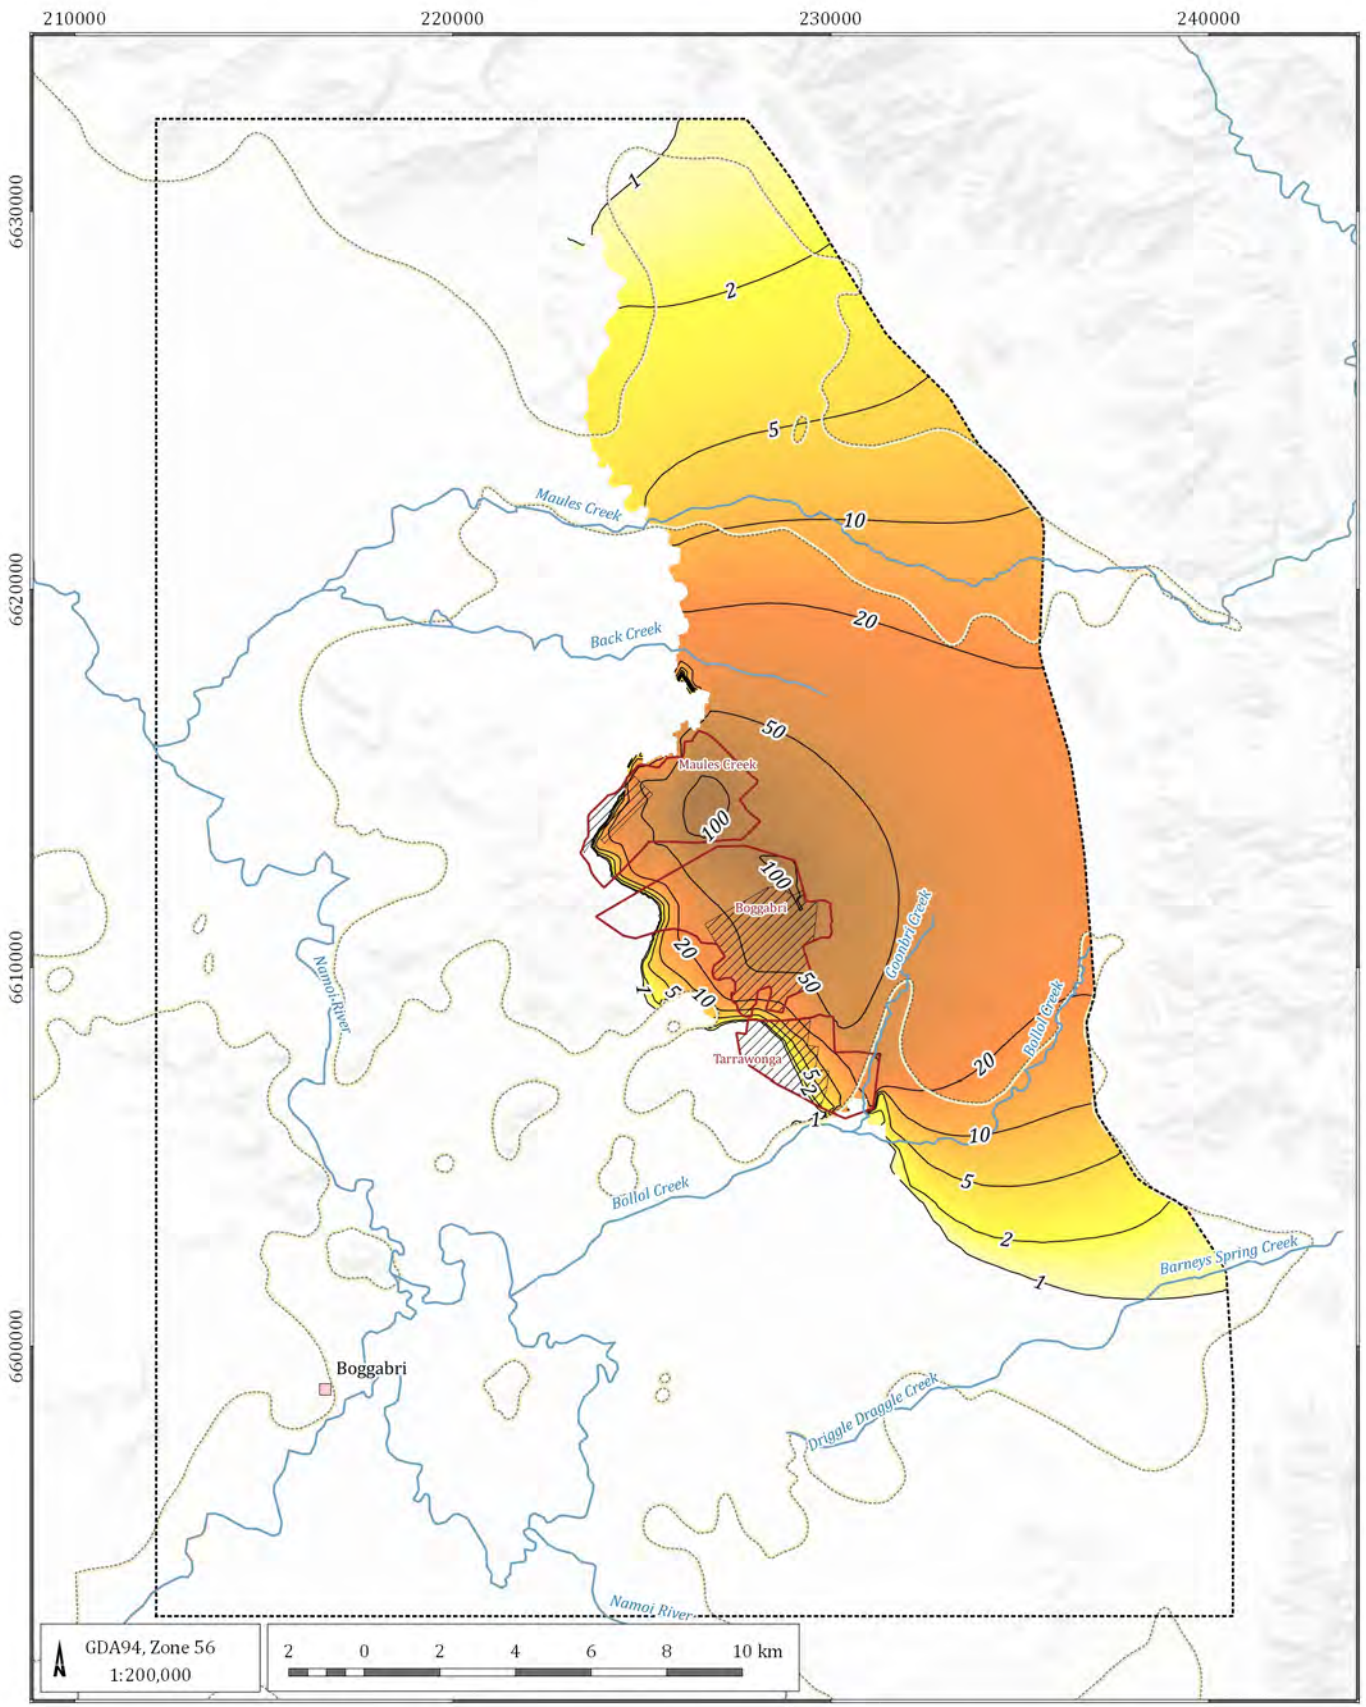 210000
220000
230000
240000
6630000
6620000
6610000
6600000
1
2
5
Maules Creek
10
20
Back Creek
50
Maules Creek
100
100
Boggabri
Goonbri Creek
20
50
Namoi River
1
5
10
Bollol Creek
Tarrawonga
5
2
20
1
10
5
Bollol Creek
2
Barneys Spring Creek
1
Boggabri
Driggle Draggle Creek
Namoi River
GDA94, Zone 56
1:200,000
N
2 0 2 4 6 8 10 km